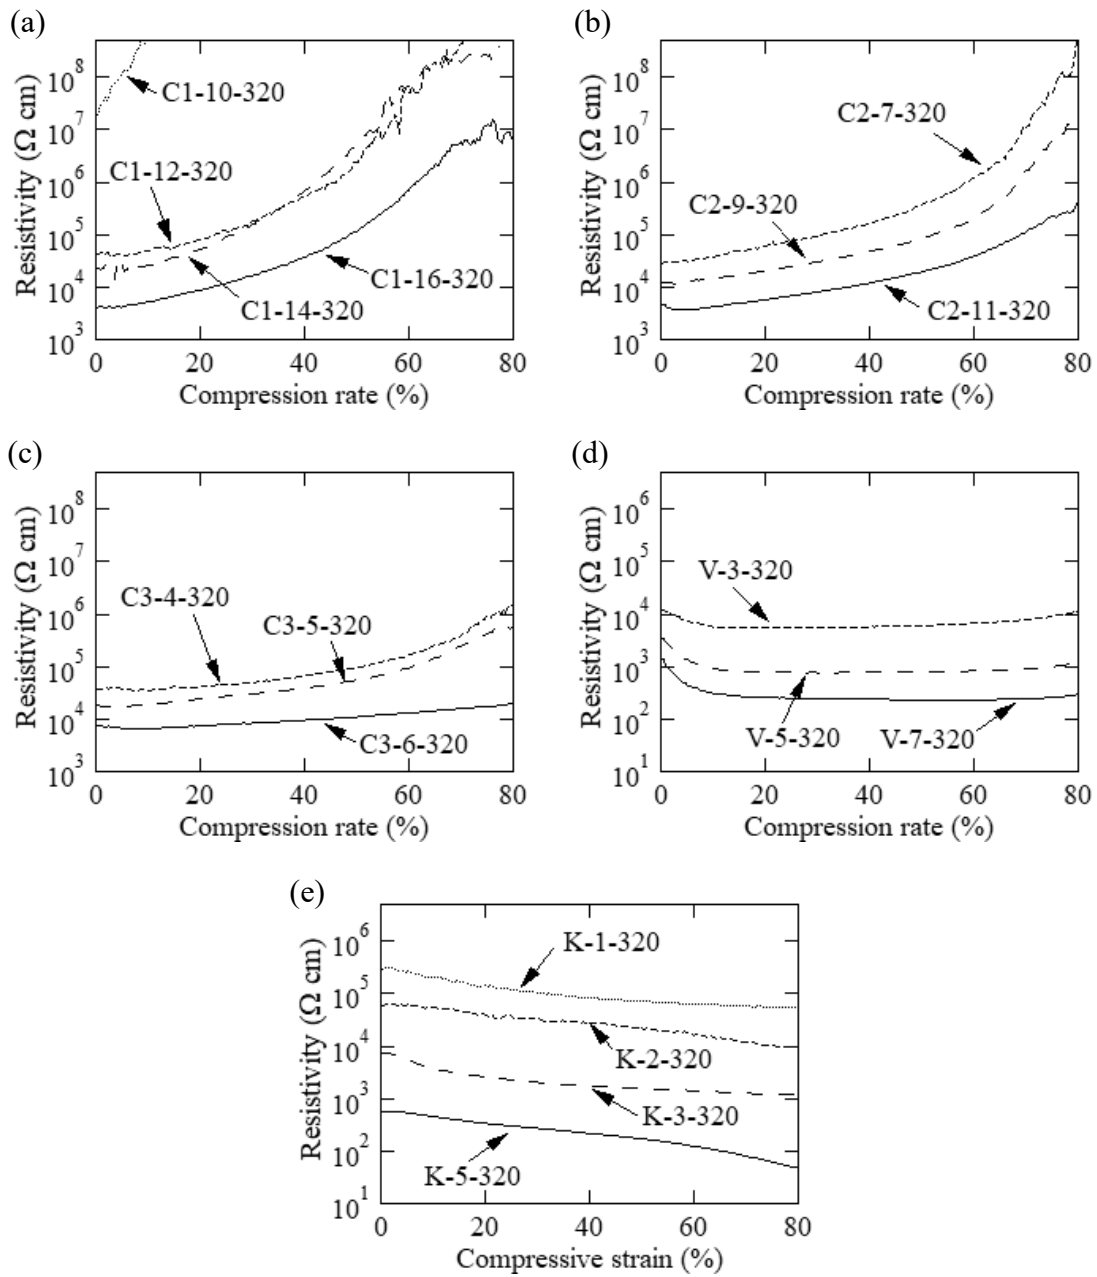 (a)
10^8
10^7
10^6
10^5
10^4
10^3
Resistivity (Ω cm)
C1-10-320
C1-12-320
C1-16-320
C1-14-320
0 20 40 60 80
Compression rate (%)
(b)
10^8
10^7
10^6
10^5
10^4
10^3
Resistivity (Ω cm)
C2-7-320
C2-9-320
C2-11-320
0 20 40 60 80
Compression rate (%)
(c)
10^8
10^7
10^6
10^5
10^4
10^3
Resistivity (Ω cm)
C3-4-320
C3-5-320
C3-6-320
0 20 40 60 80
Compression rate (%)
(d)
10^6
10^5
10^4
10^3
10^2
10^1
Resistivity (Ω cm)
V-3-320
V-5-320
V-7-320
0 20 40 60 80
Compression rate (%)
(e)
10^6
10^5
10^4
10^3
10^2
10^1
Resistivity (Ω cm)
K-1-320
K-2-320
K-3-320
K-5-320
0 20 40 60 80
Compressive strain (%)